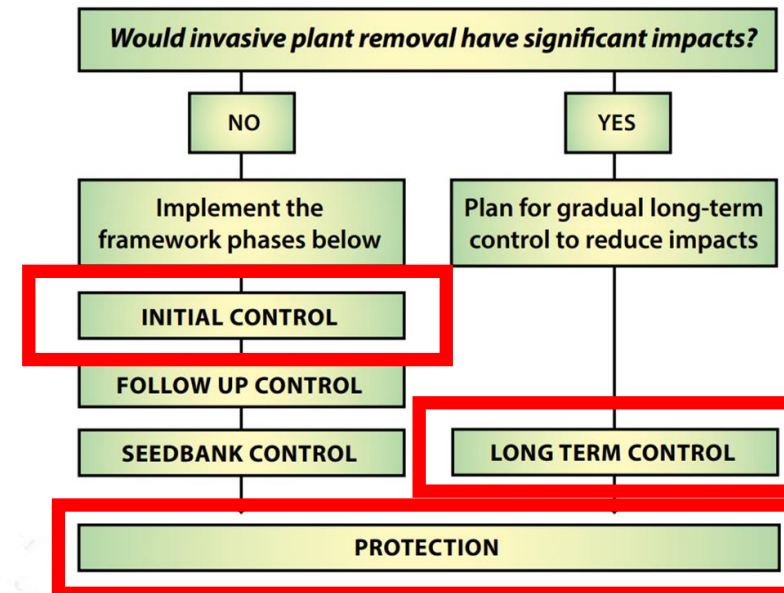 Would invasive plant removal have significant impacts?
NO
YES
Implement the
framework phases below
Plan for gradual long-term
control to reduce impacts
INITIAL CONTROL
FOLLOW UP CONTROL
SEEDBANK CONTROL
LONG TERM CONTROL
PROTECTION